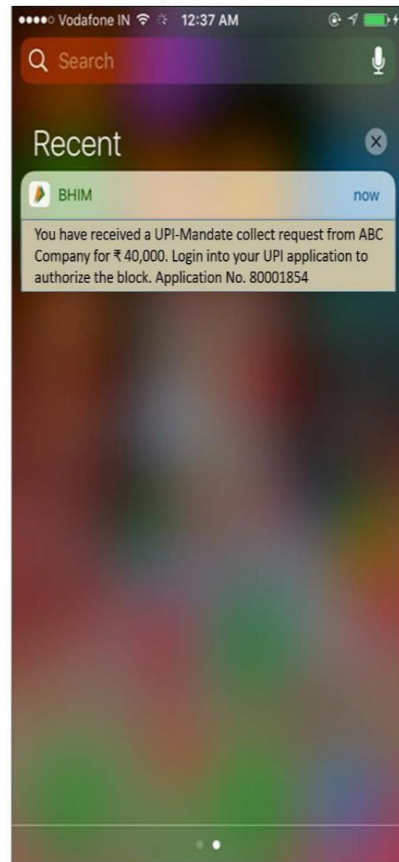 Vodafone IN 12:37 AM
Search
Recent
BHIM now
You have received a UPI-Mandate collect request from ABC
Company for ₹ 40,000. Login into your UPI application to
authorize the block. Application No. 80001854